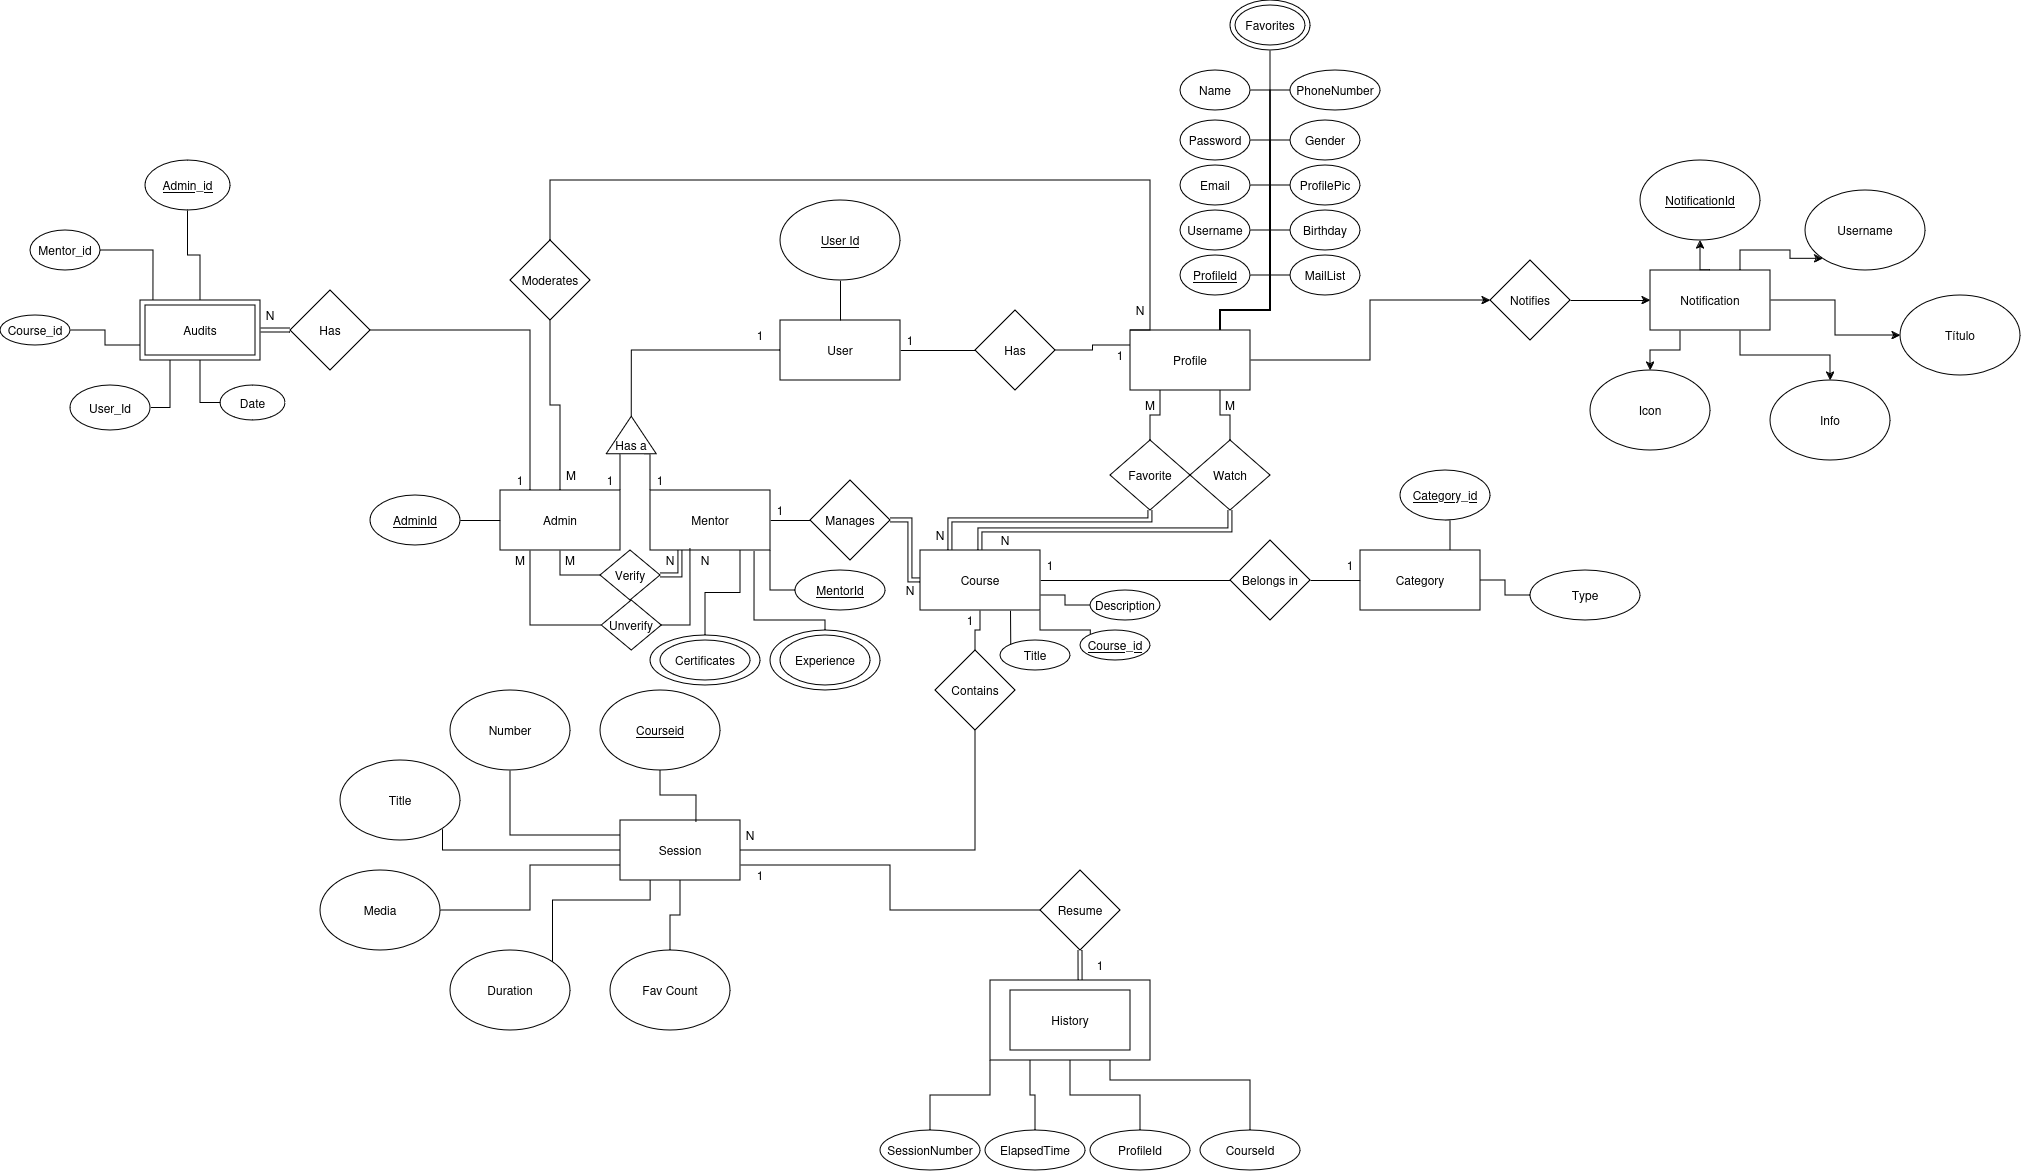 Favorites
Name
PhoneNumber
Password
Gender
Email
ProfilePic
Username
Birthday
ProfileId
MailList
Admin_id
Mentor_id
Course_id
Audits
User_Id
Date
N
Has
Moderates
User Id
1
User
1
Has
N
1
Profile
Notifies
NotificationId
Username
Notification
Título
Icon
Info
M
M
Favorite
Watch
Has a
1
M
1
1
AdminId
Admin
Mentor
1
Manages
M
M
N
N
Verify
Unverify
MentorId
Certificates
Experience
N
N
N
Course
1
Belongs in
1
Category
Category_id
Type
Description
Course_id
Title
1
Contains
Number
Courseid
Title
Session
N
1
Media
Duration
Fav Count
Resume
1
History
SessionNumber
ElapsedTime
ProfileId
CourseId